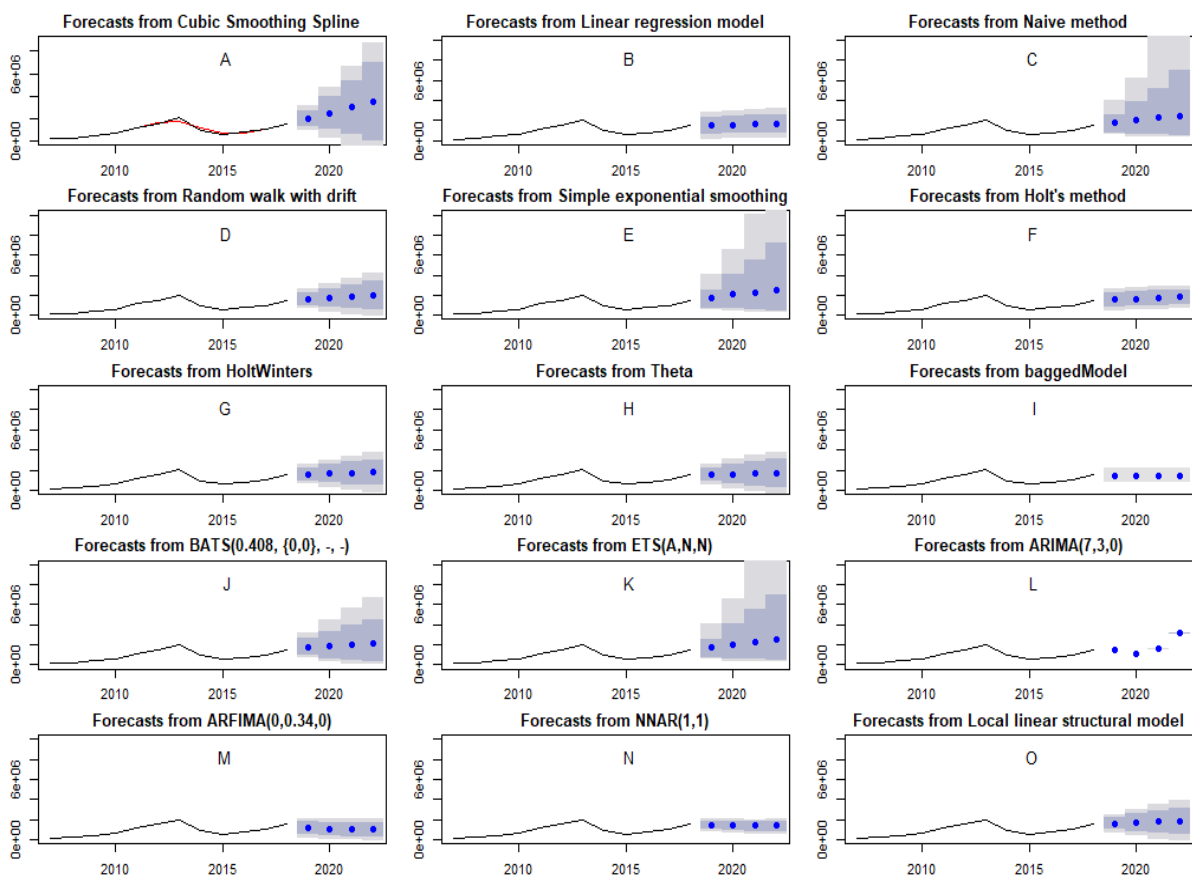 Forecasts from Cubic Smoothing Spline
Forecasts from Linear regression model
Forecasts from Naive method
A
B
C
6e+06
0e+00
6e+06
0e+00
6e+06
0e+00
2010 2015 2020
2010 2015 2020
2010 2015 2020
Forecasts from Random walk with drift
Forecasts from Simple exponential smoothing
Forecasts from Holt's method
D
E
F
6e+06
0e+00
6e+06
0e+00
6e+06
0e+00
2010 2015 2020
2010 2015 2020
2010 2015 2020
Forecasts from HoltWinters
Forecasts from Theta
Forecasts from baggedModel
G
H
I
6e+06
0e+00
6e+06
0e+00
6e+06
0e+00
2010 2015 2020
2010 2015 2020
2010 2015 2020
Forecasts from BATS(0.408, {0,0}, -, -)
Forecasts from ETS(A,N,N)
Forecasts from ARIMA(7,3,0)
J
K
L
6e+06
0e+00
6e+06
0e+00
6e+06
0e+00
2010 2015 2020
2010 2015 2020
2010 2015 2020
Forecasts from ARFIMA(0,0.34,0)
Forecasts from NNAR(1,1)
Forecasts from Local linear structural model
M
N
O
6e+06
0e+00
6e+06
0e+00
6e+06
0e+00
2010 2015 2020
2010 2015 2020
2010 2015 2020